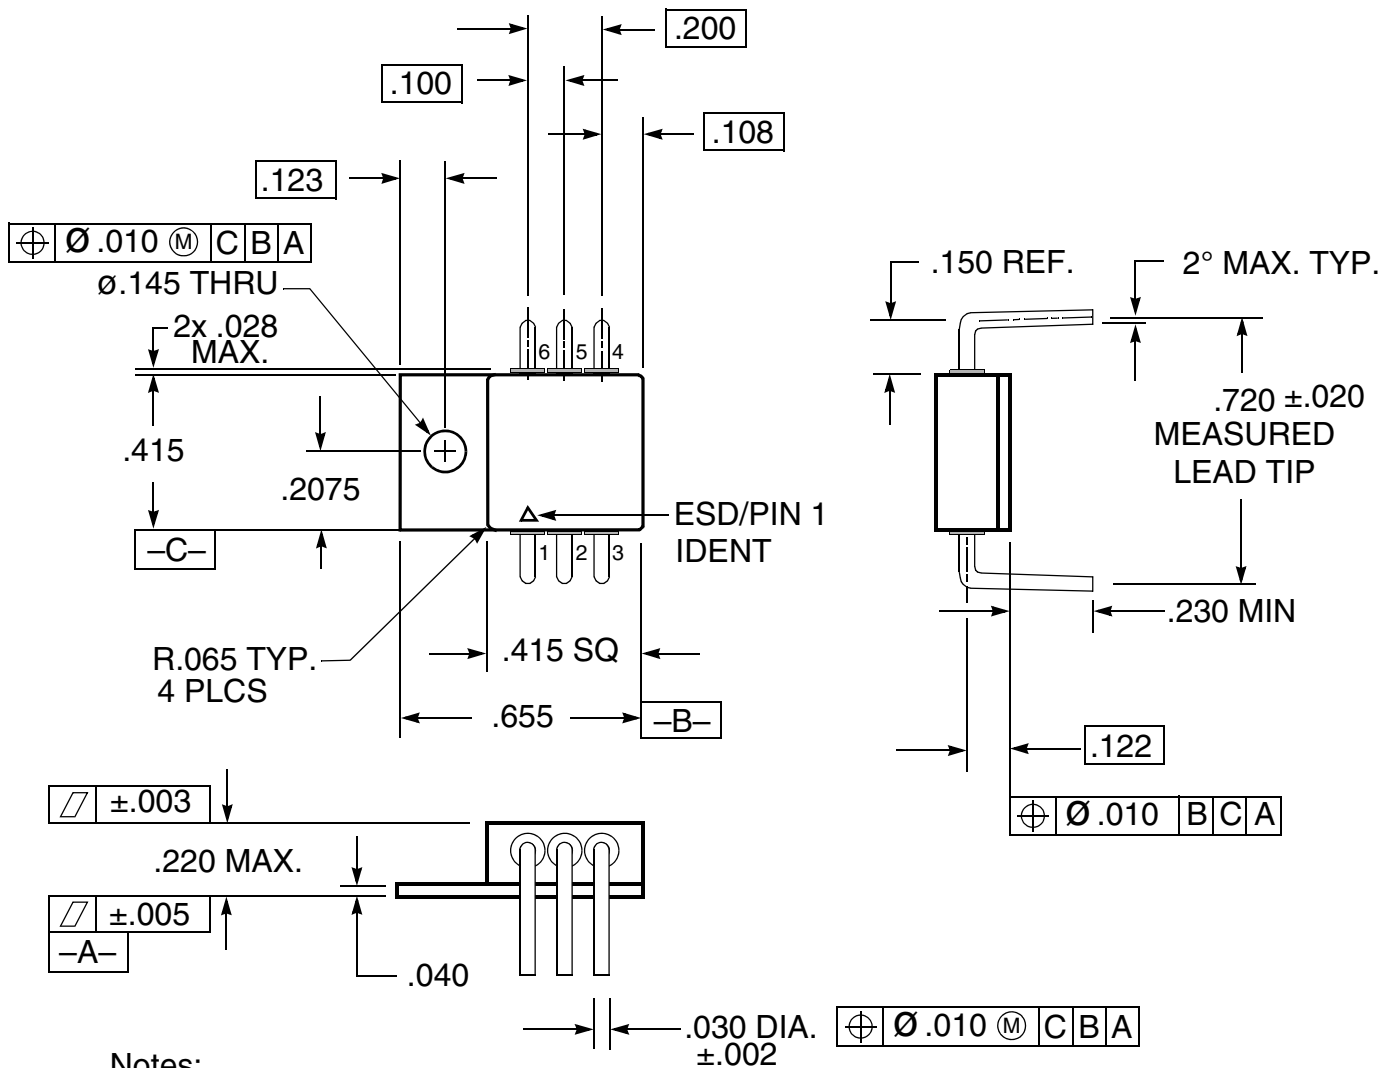 .200
.100
.108
.123
Ø .010 Ⓜ C B A
ø.145 THRU
2x .028
MAX.
6 5 4
.415
.2075
–C–
ESD/PIN 1
IDENT
1 2 3
R.065 TYP.
4 PLCS
.415 SQ
.655
–B–
.150 REF.
2° MAX. TYP.
.720 ±.020
MEASURED
LEAD TIP
.230 MIN
.122
Ø .010 B C A
±.003
.220 MAX.
±.005
–A–
.040
.030 DIA.
±.002
Ø .010 Ⓜ C B A
Notes: